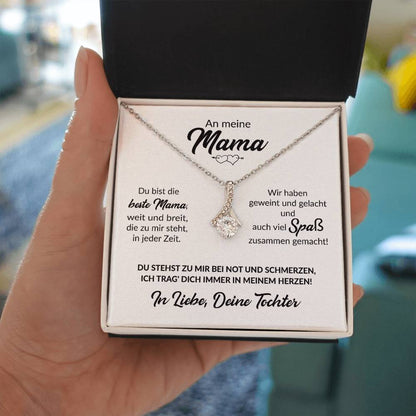 An meine
Mama
Du bist die
beste Mama,
weit und breit,
die zu mir steht,
in jeder Zeit.
Wir haben
geweint und gelacht
und
auch viel Spaß
zusammen gemacht!
DU STEHST ZU MIR BEI NOT UND SCHMERZEN,
ICH TRAG' DICH IMMER IN MEINEM HERZEN!
In Liebe, Deine Tochter